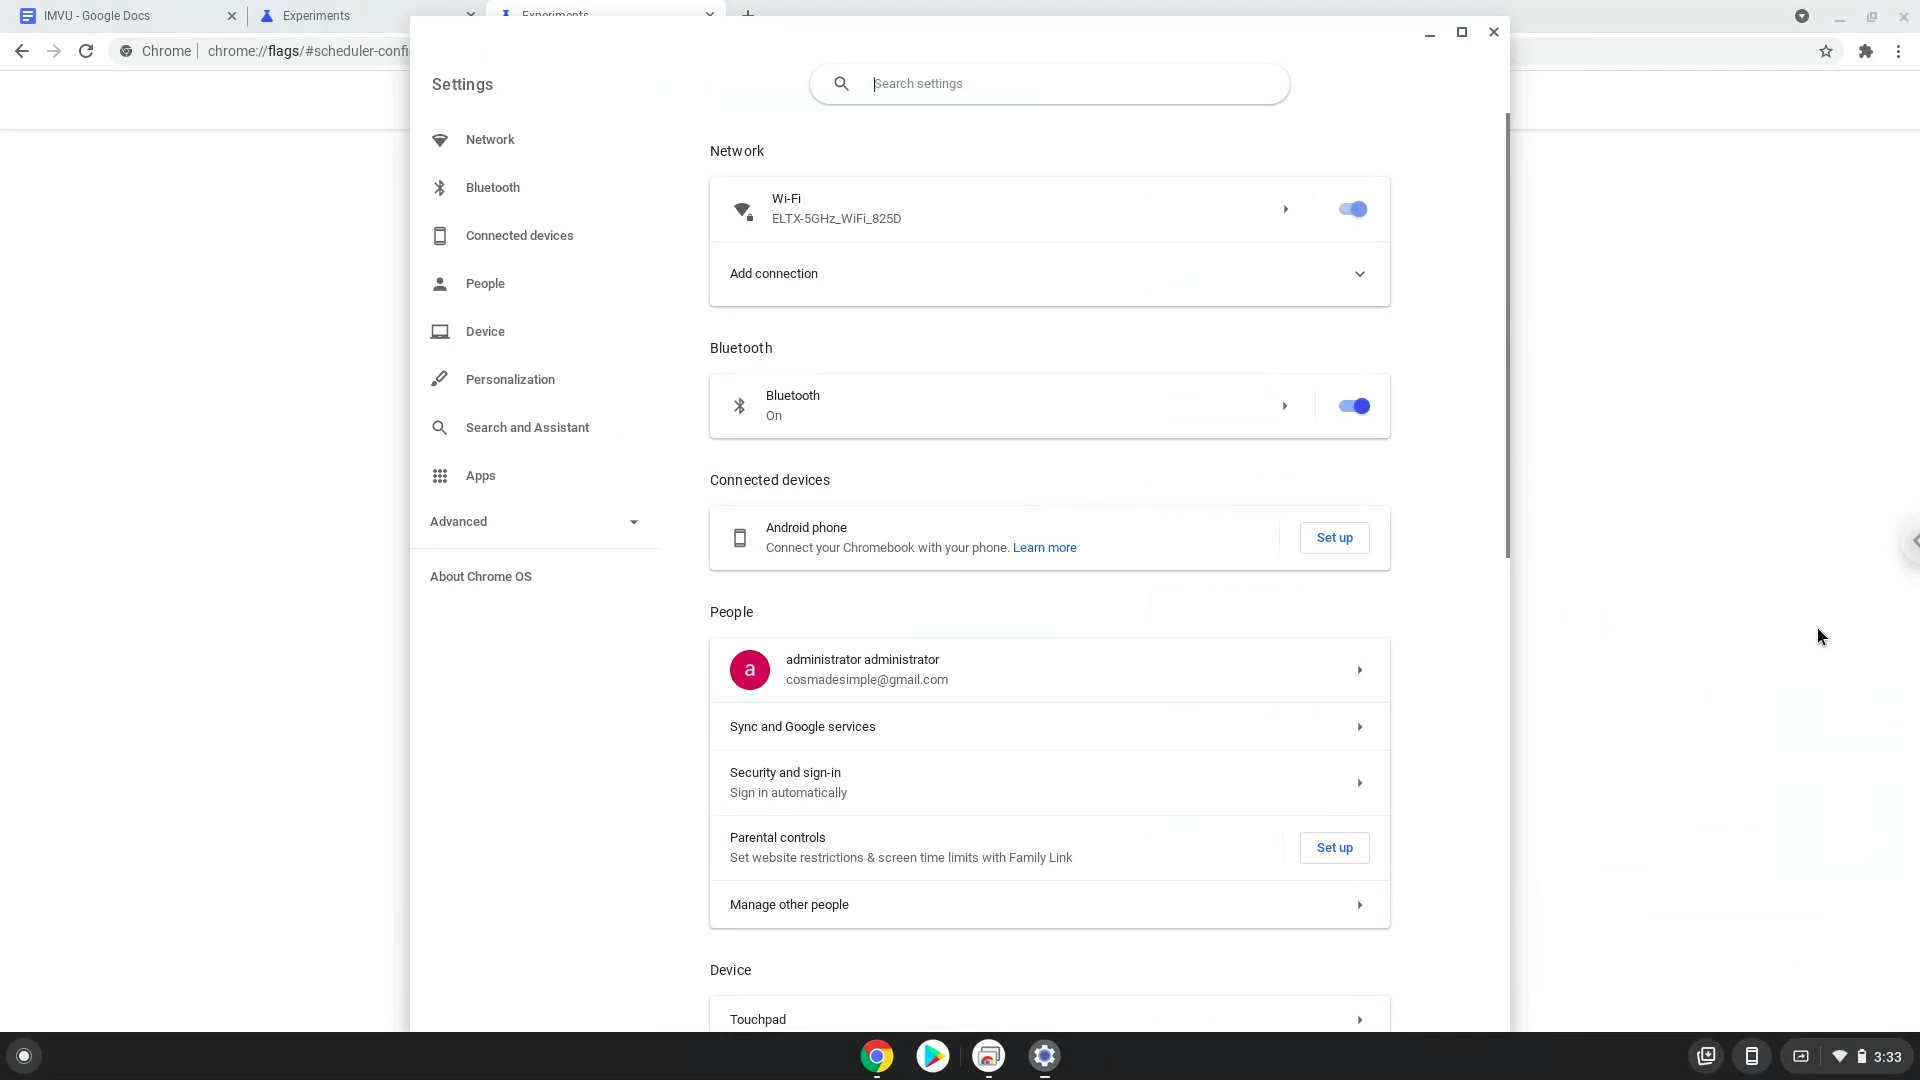 IMVU - Google Docs
Experiments
Experiments
Chrome
chrome://flags/#scheduler-confi
Settings
Search settings
Network
Bluetooth
Connected devices
People
Device
Personalization
Search and Assistant
Apps
Advanced
About Chrome OS
Network
Wi-Fi
ELTX-5GHz_WiFi_825D
Add connection
Bluetooth
Bluetooth
On
Connected devices
Android phone
Connect your Chromebook with your phone. Learn more
Set up
People
a
administrator administrator
cosmadesimple@gmail.com
Sync and Google services
Security and sign-in
Sign in automatically
Parental controls
Set website restrictions & screen time limits with Family Link
Set up
Manage other people
Device
Touchpad
3:33